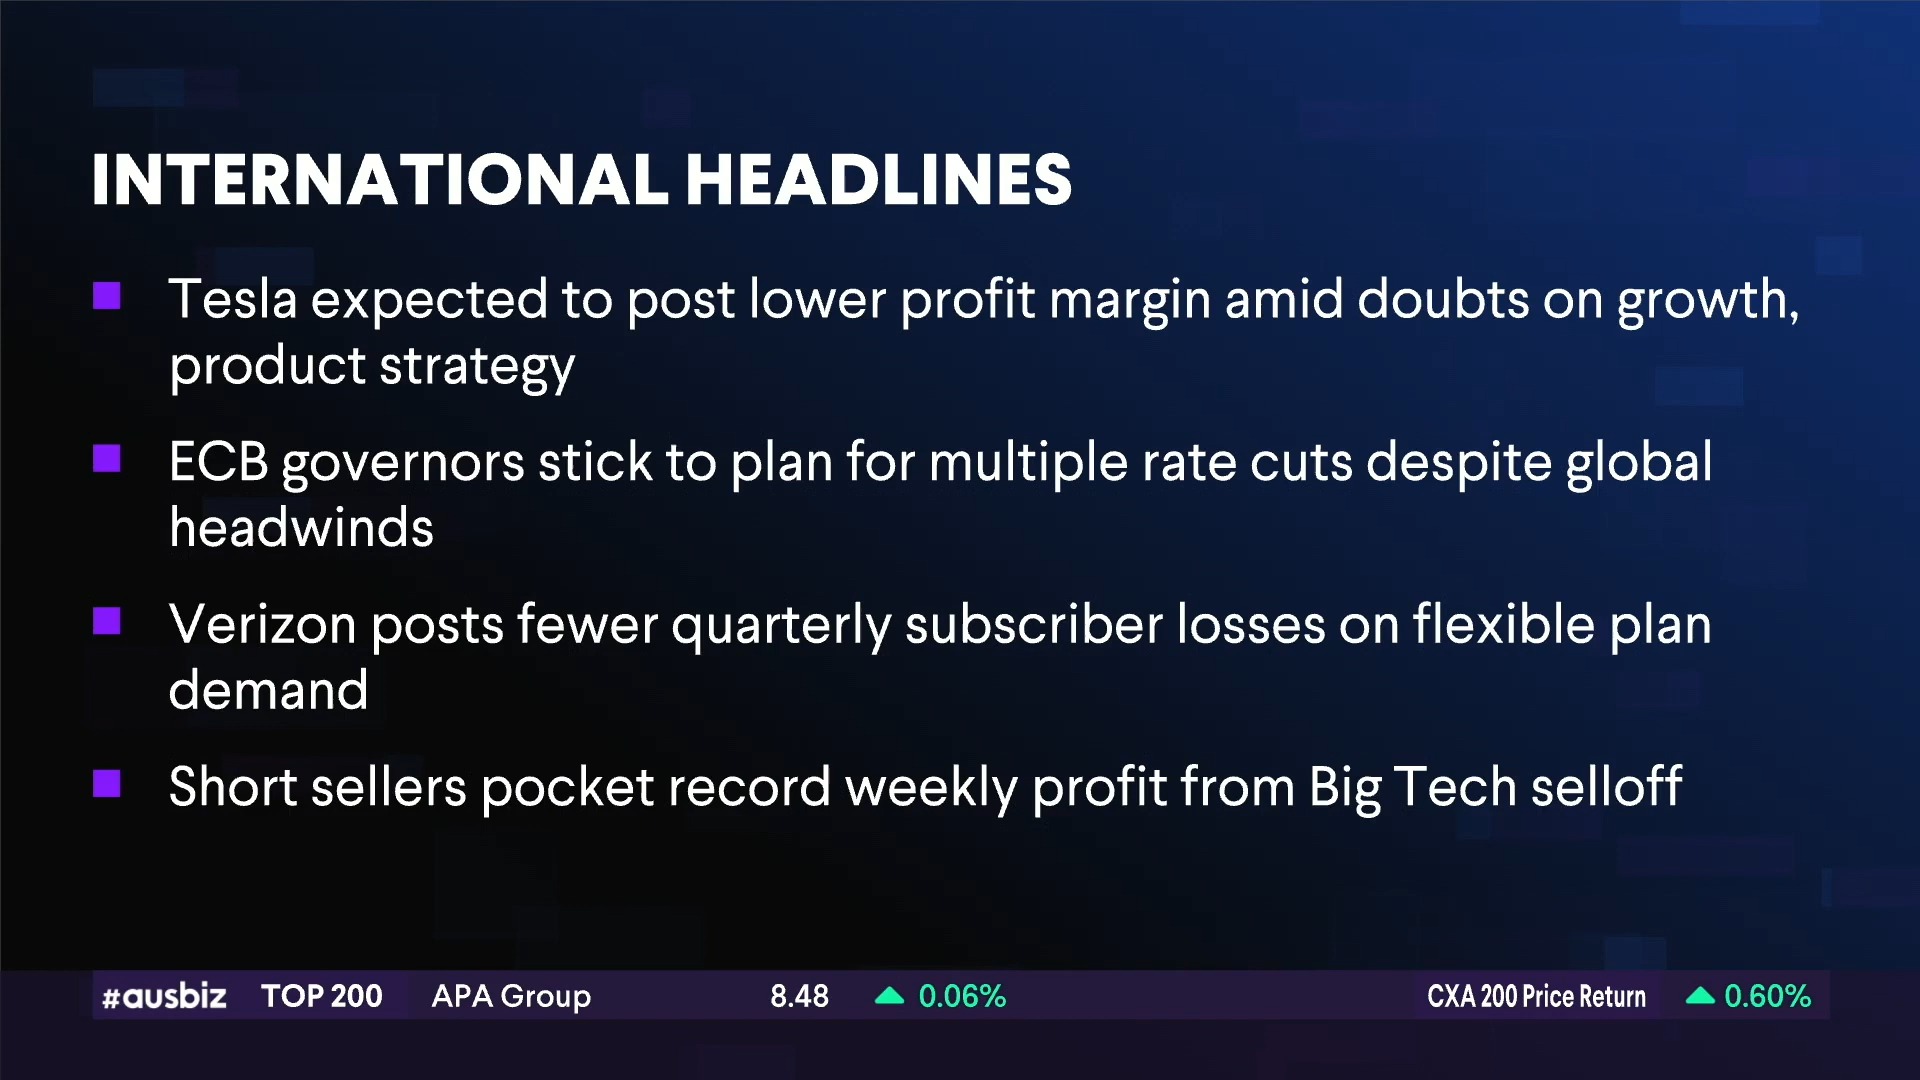 INTERNATIONAL HEADLINES
Tesla expected to post lower profit margin amid doubts on growth,
product strategy
ECB governors stick to plan for multiple rate cuts despite global
headwinds
Verizon posts fewer quarterly subscriber losses on flexible plan
demand
Short sellers pocket record weekly profit from Big Tech selloff
#ausbiz TOP 200 APA Group 8.48 0.06% CXA 200 Price Return 0.60%